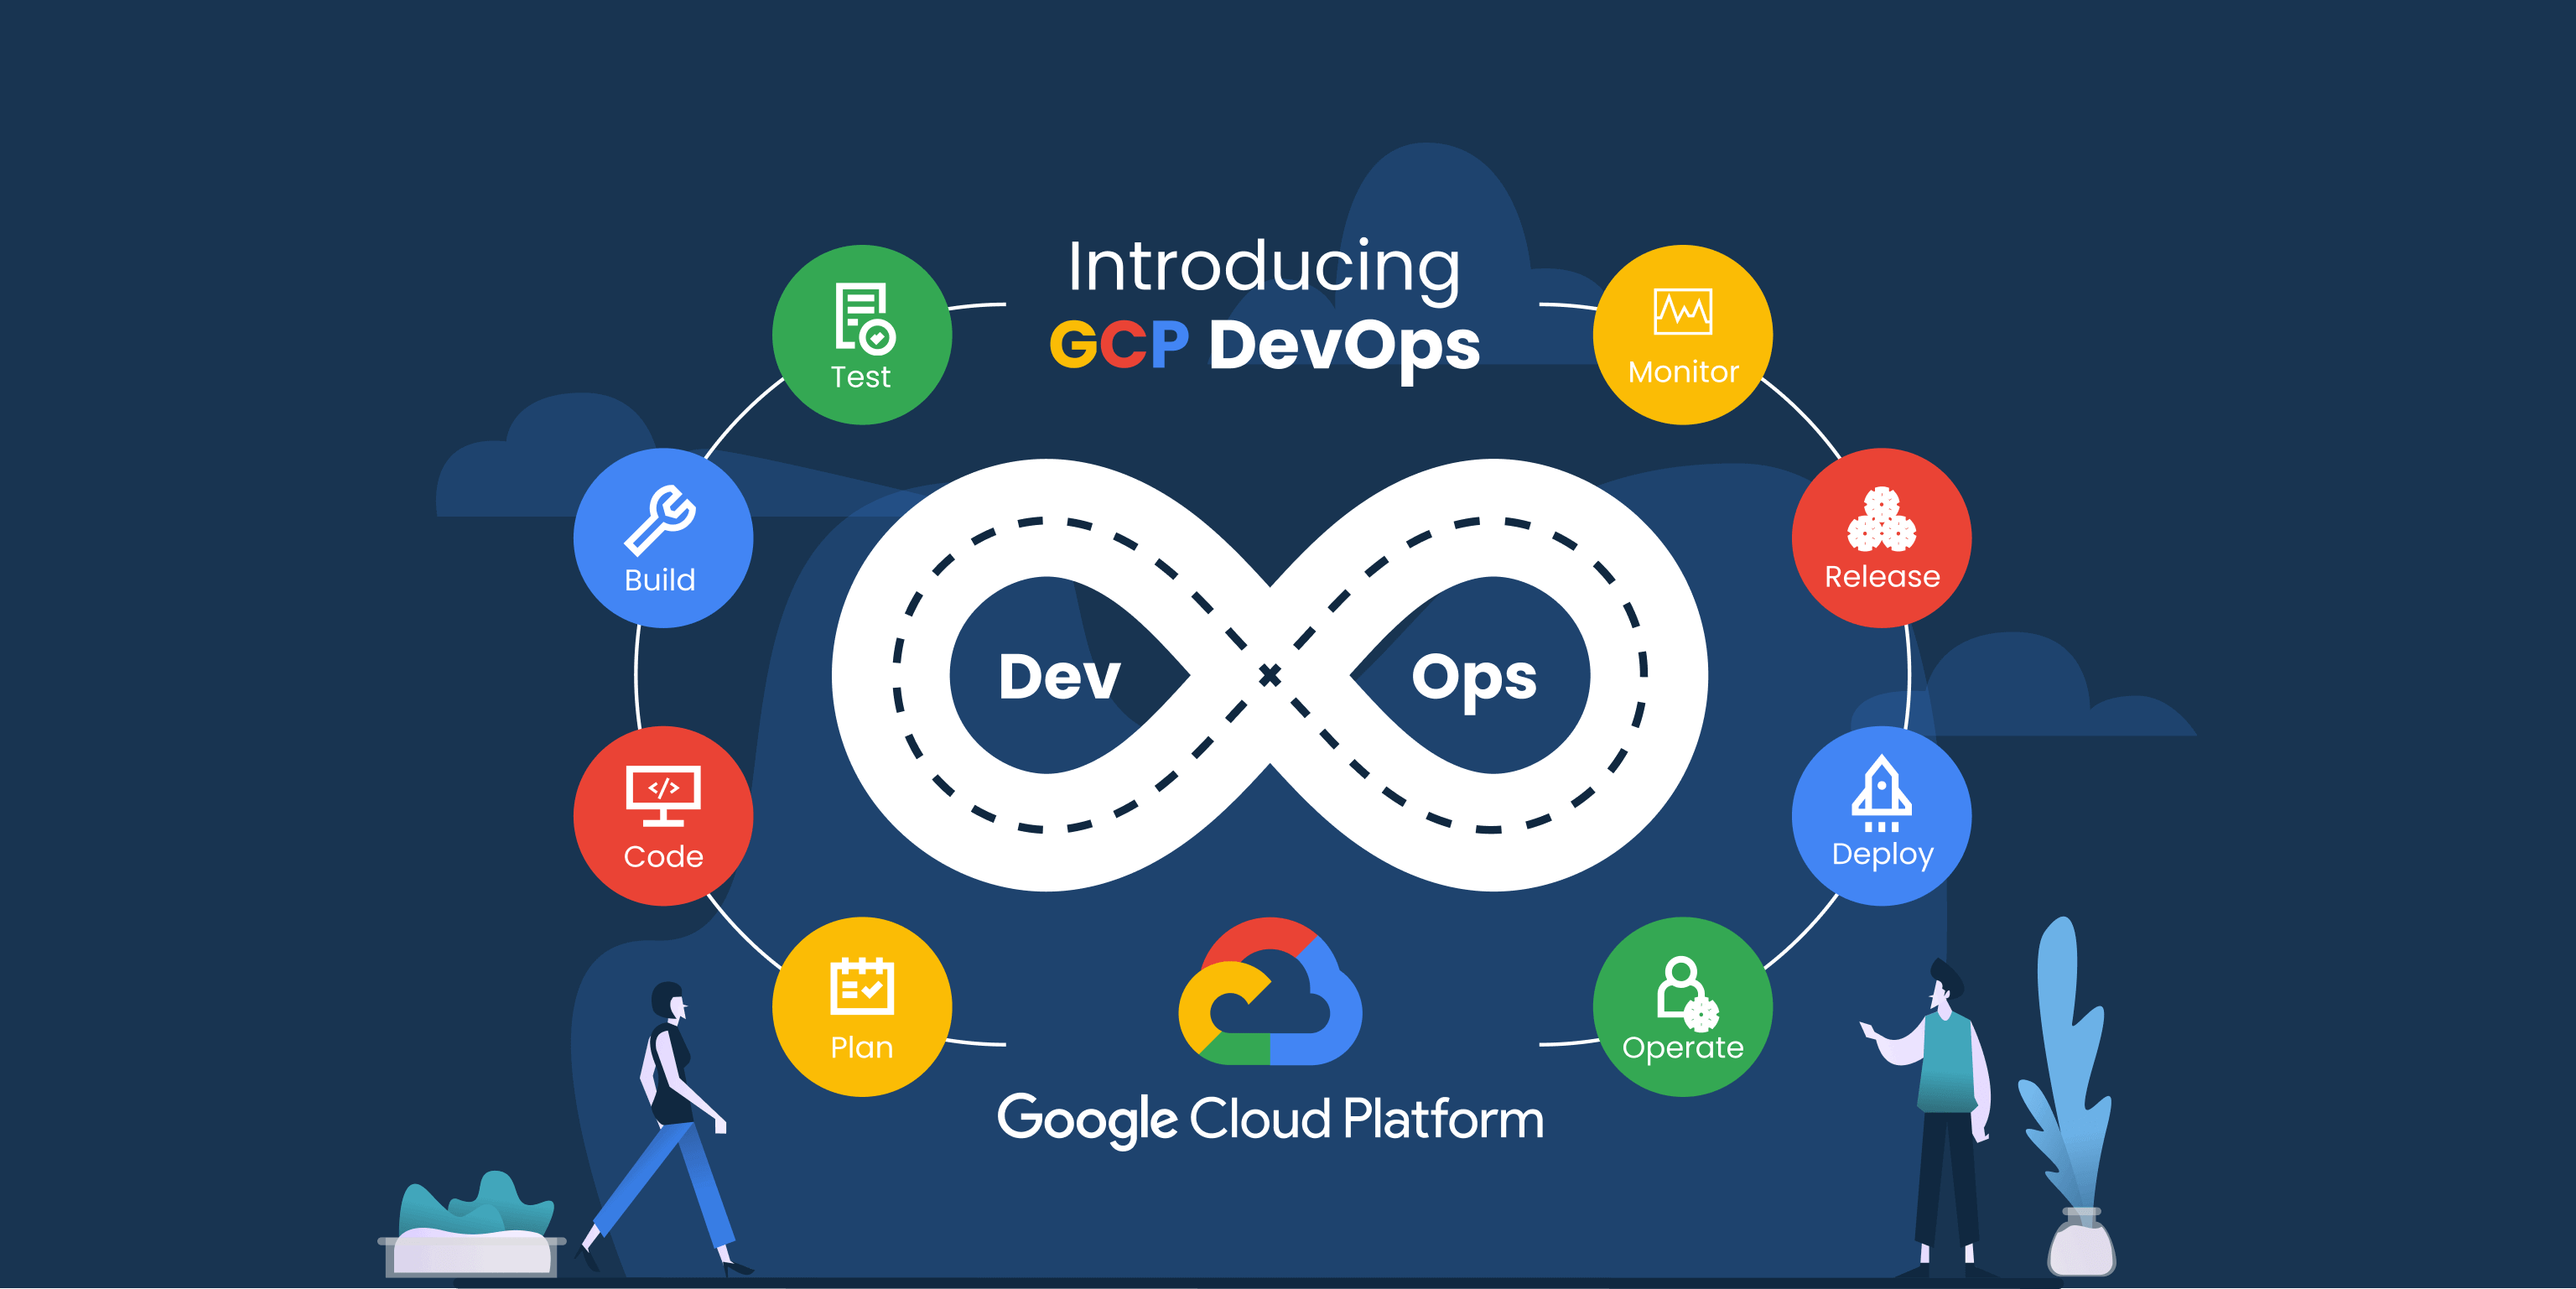 Introducing
GCP DevOps
Test
Monitor
Build
Release
Dev
Ops
Code
Deploy
Plan
Operate
Google Cloud Platform